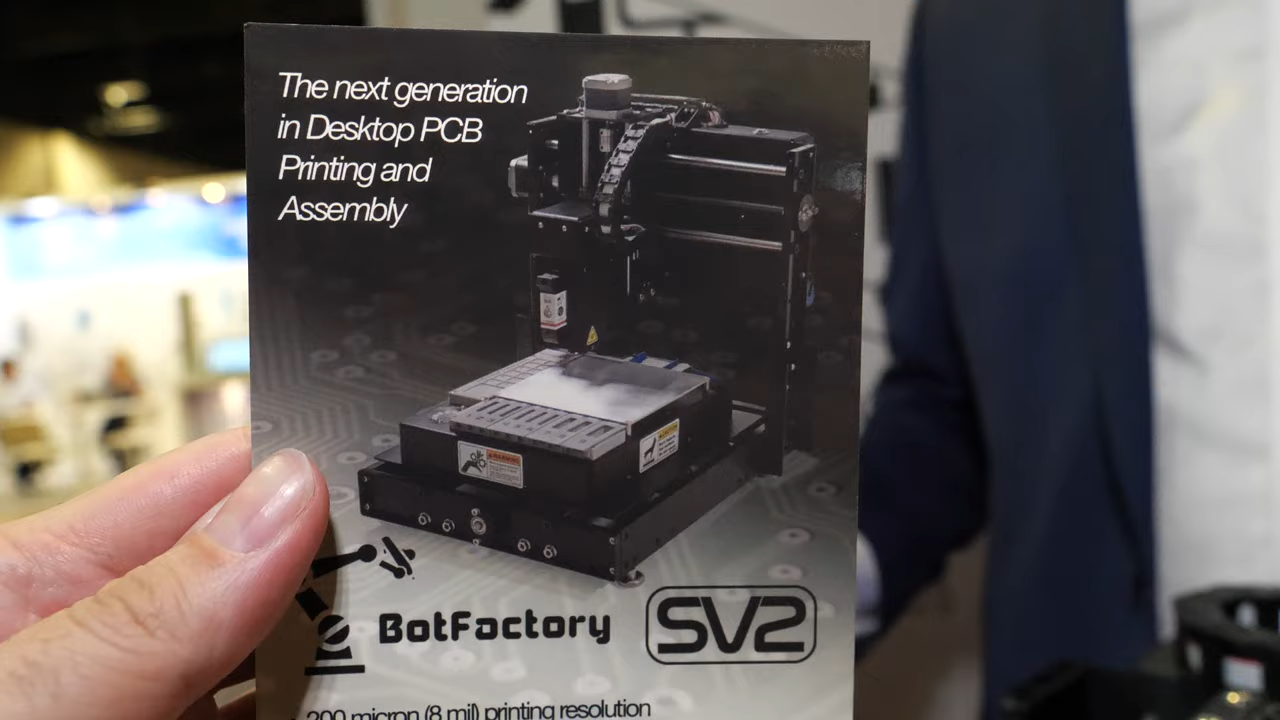 The next generation
in Desktop PCB
Printing and
Assembly
BotFactory
SV2
200 micron (8 mil) printing resolution